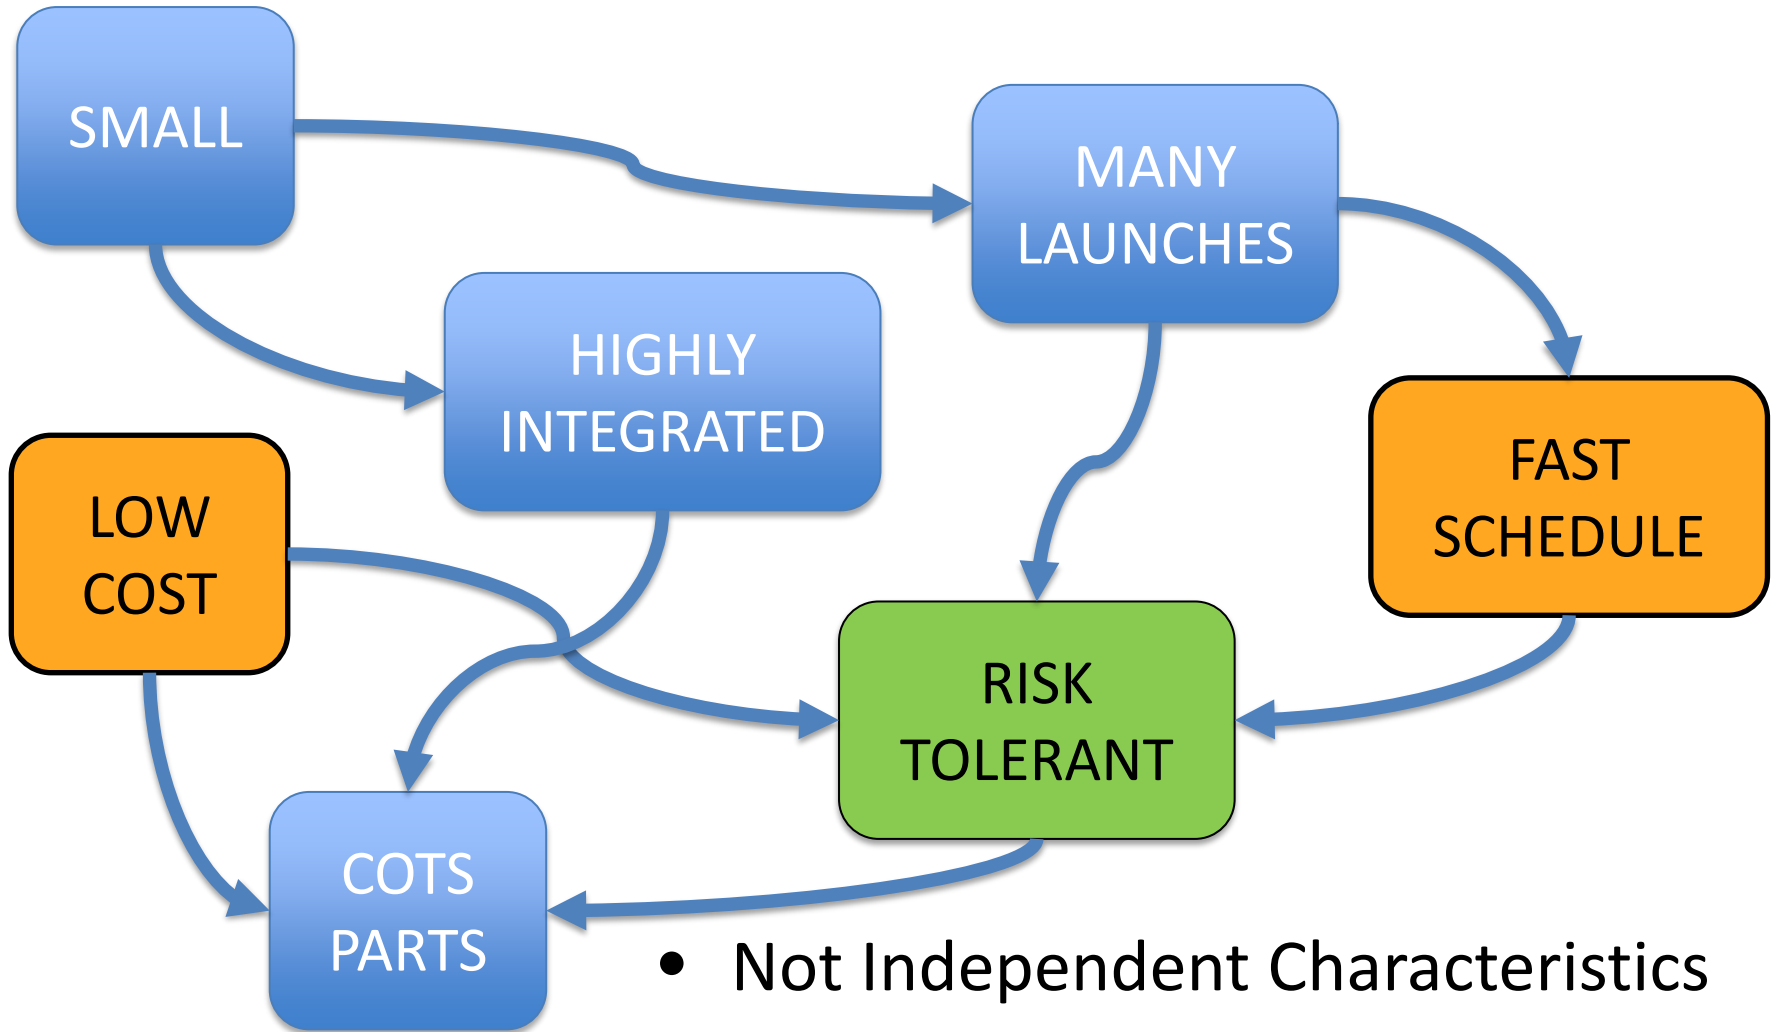 SMALL
MANY
LAUNCHES
HIGHLY
INTEGRATED
FAST
SCHEDULE
LOW
COST
RISK
TOLERANT
COTS
PARTS
• Not Independent Characteristics